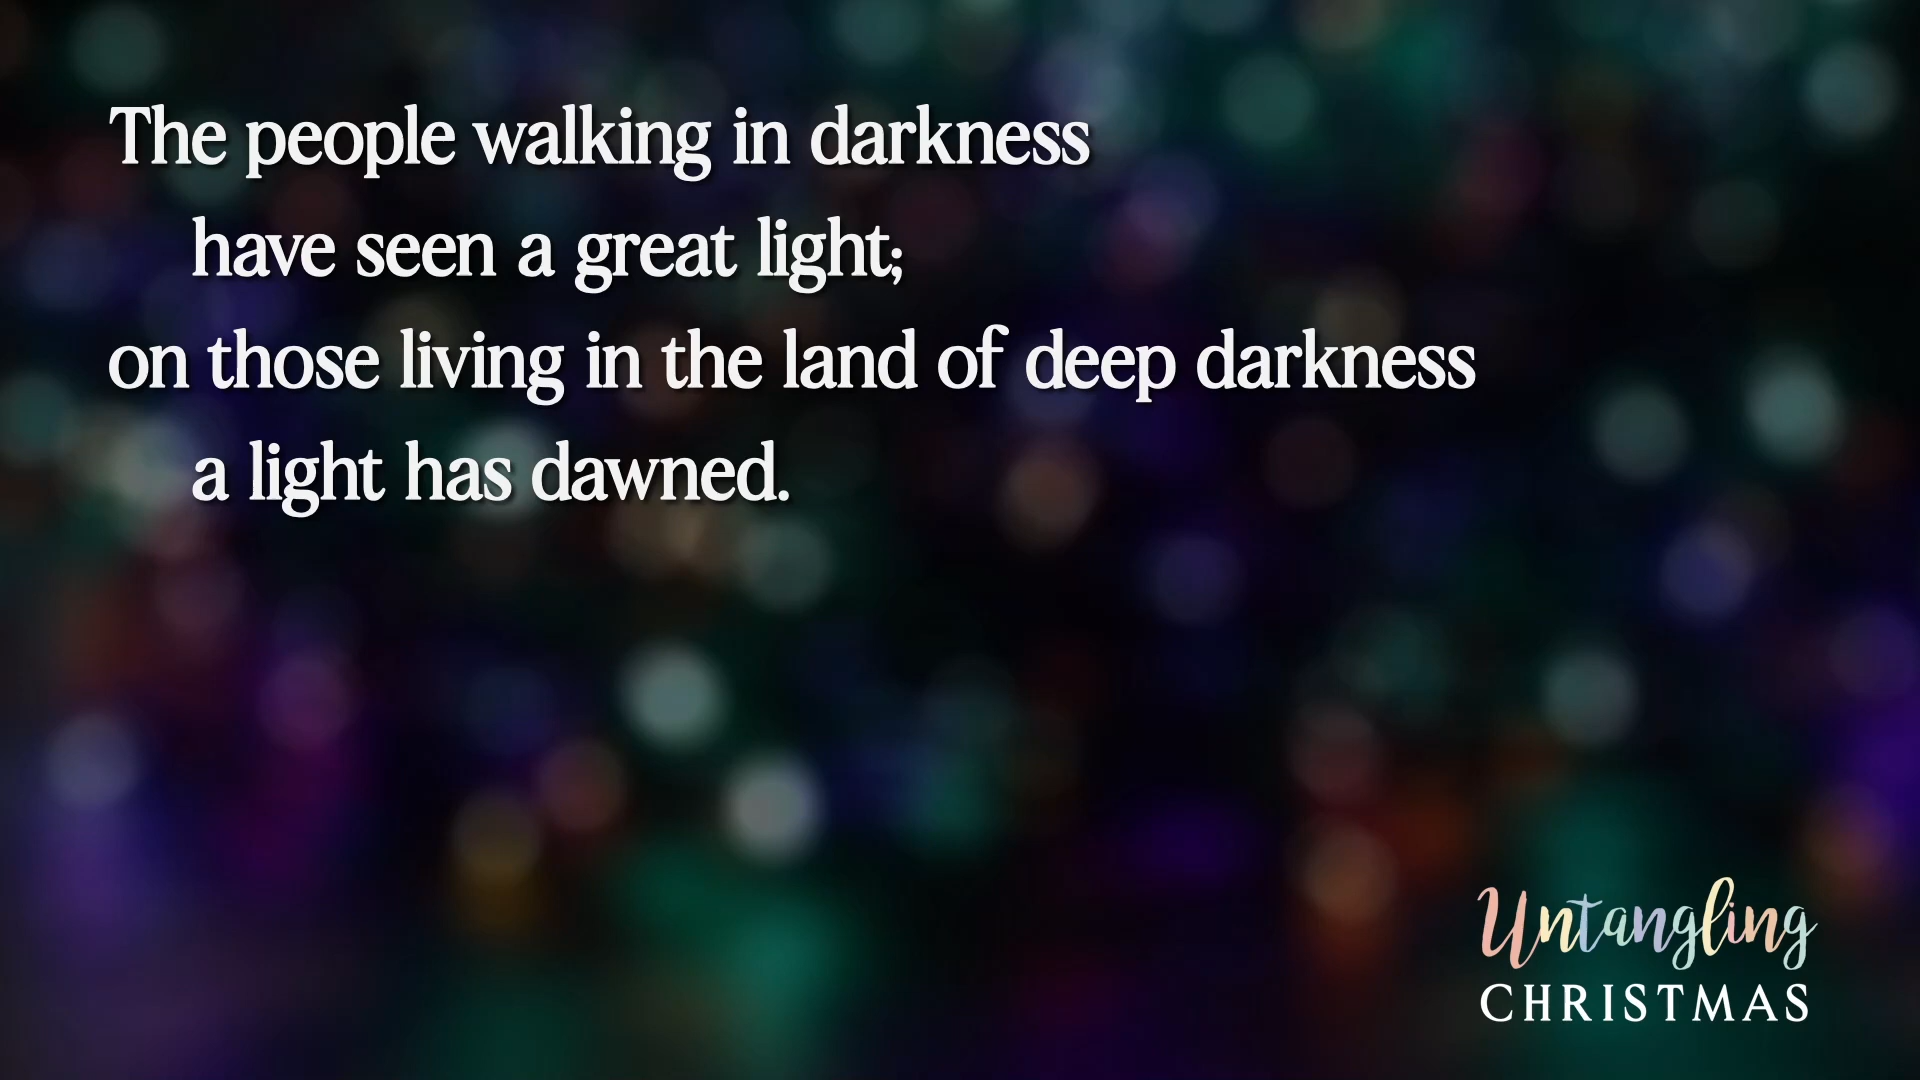 The people walking in darkness
have seen a great light;
on those living in the land of deep darkness
a light has dawned.
Untangling
CHRISTMAS